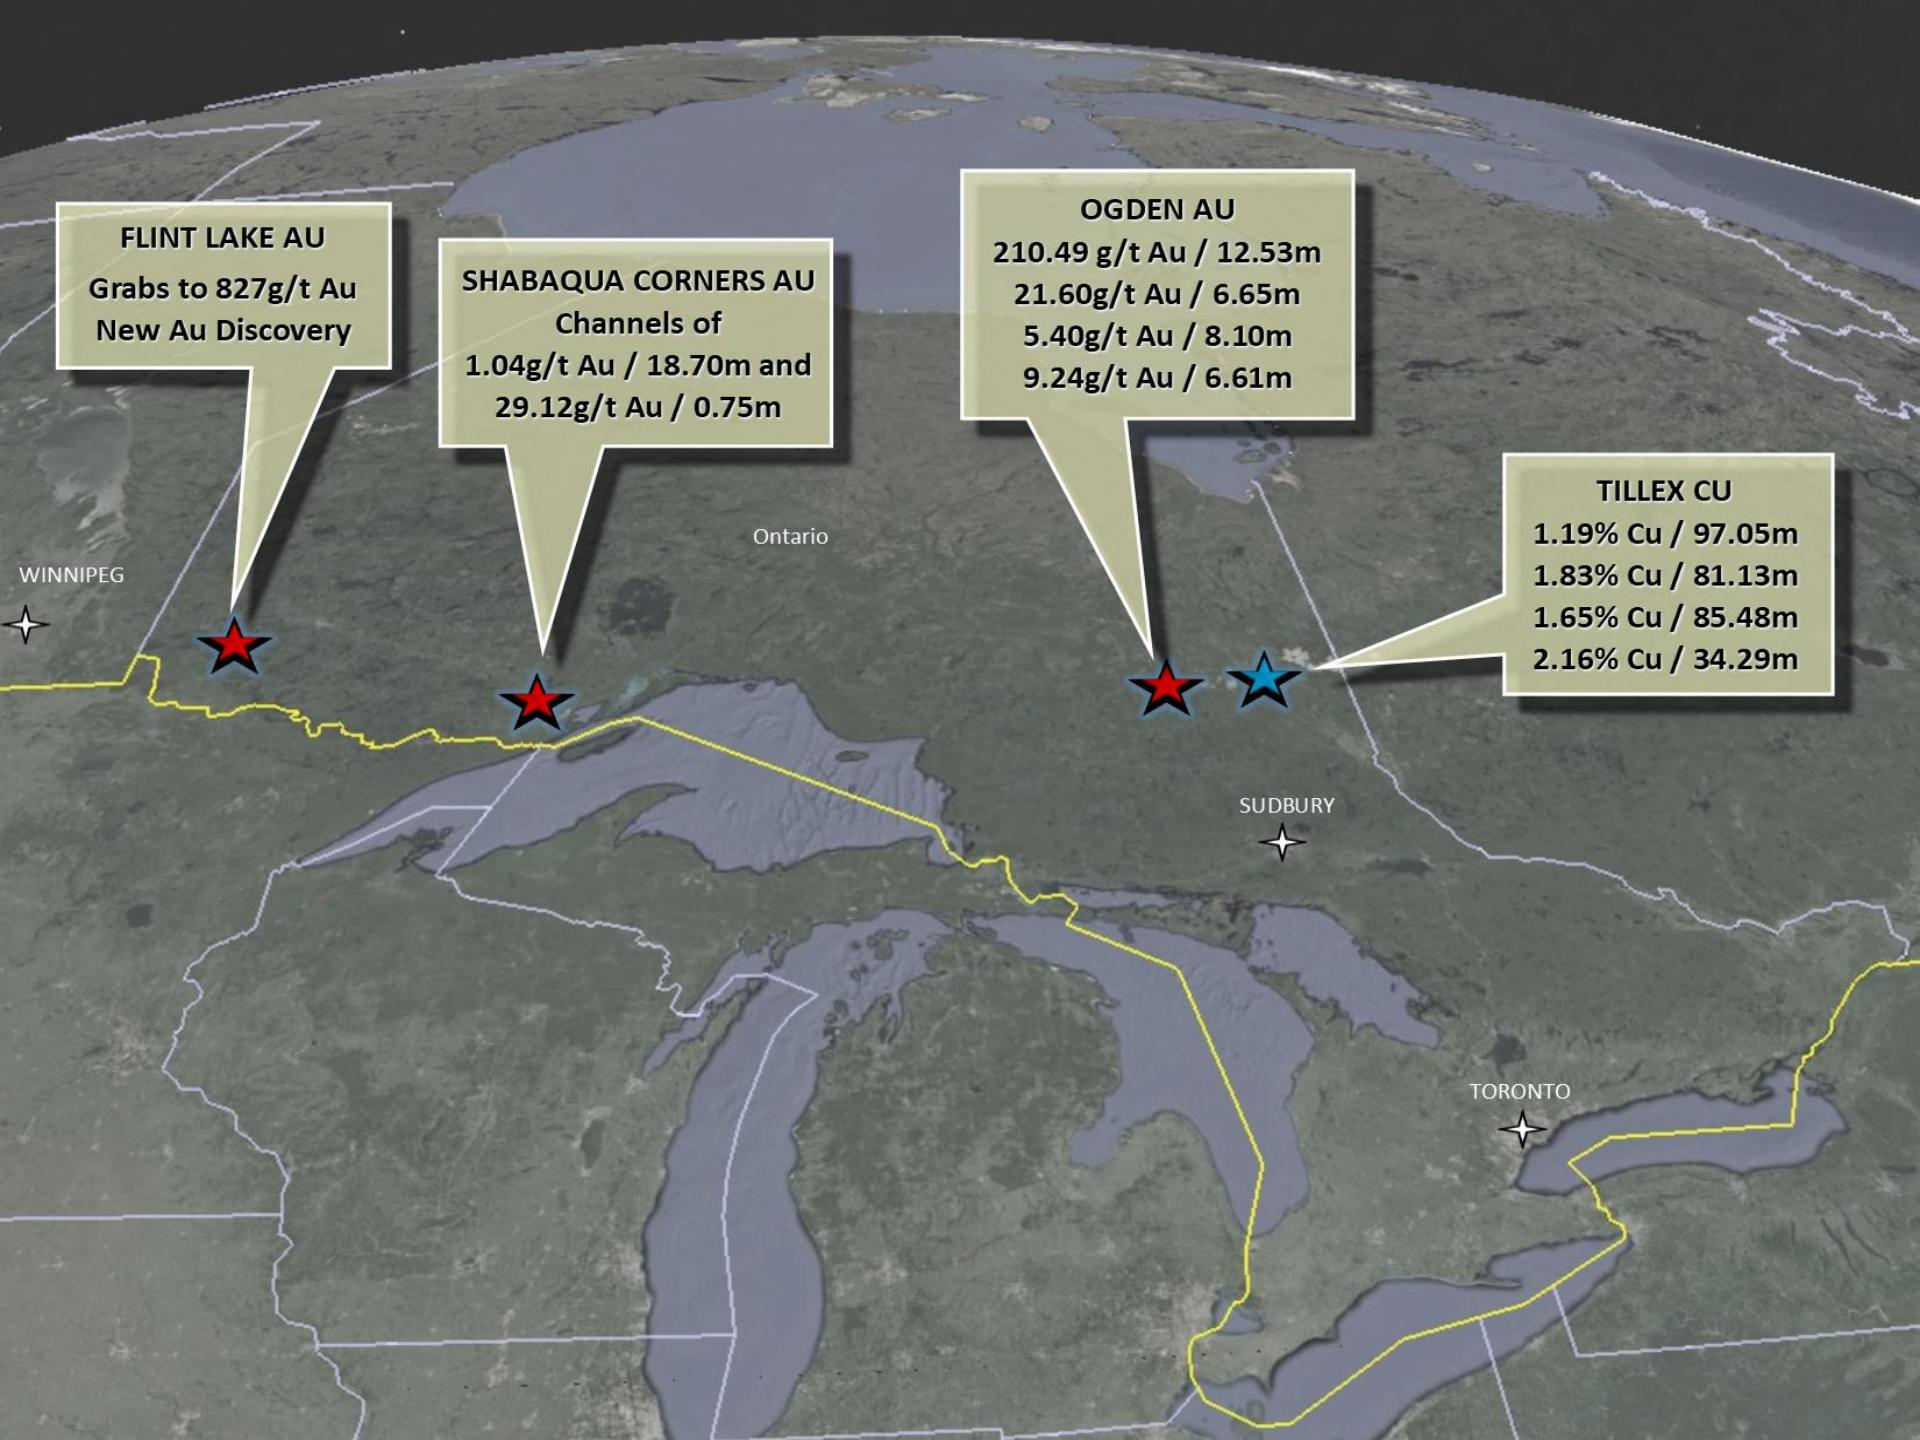 FLINT LAKE AU
Grabs to 827g/t Au
New Au Discovery
SHABAQUA CORNERS AU
Channels of
1.04g/t Au / 18.70m and
29.12g/t Au / 0.75m
OGDEN AU
210.49 g/t Au / 12.53m
21.60g/t Au / 6.65m
5.40g/t Au / 8.10m
9.24g/t Au / 6.61m
TILLEX CU
1.19% Cu / 97.05m
1.83% Cu / 81.13m
1.65% Cu / 85.48m
2.16% Cu / 34.29m
Ontario
WINNIPEG
SUDBURY
TORONTO